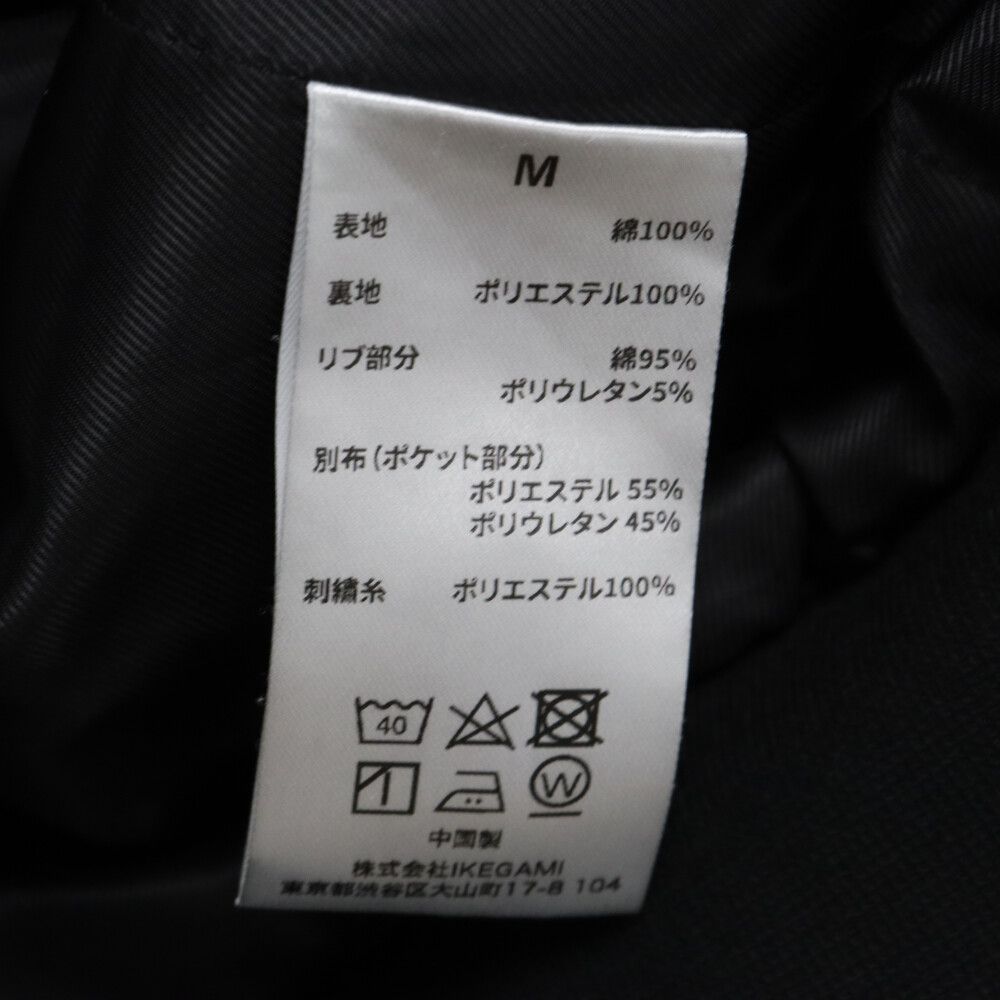 M
表地 綿100%
裏地 ポリエステル100%
リブ部分 綿95%
ポリウレタン5%
別布(ポケット部分)
ポリエステル 55%
ポリウレタン 45%
刺繍糸 ポリエステル100%
40
W
中国製
株式会社IKEGAMI
東京都渋谷区大山町17-8 104